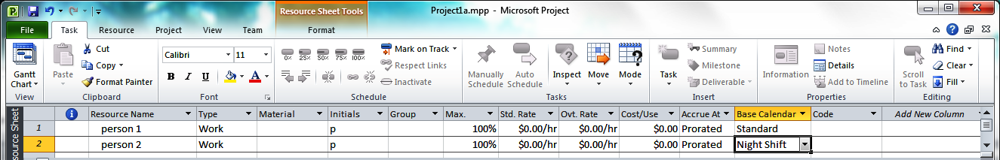 Resource Sheet Tools
Project1a.mpp - Microsoft Project
File Task Resource Project View Team Format
Gantt Chart
View
Paste
Cut
Copy
Format Painter
Clipboard
Calibri 11
B I U A
Font
0% 25% 50% 75% 100%
Mark on Track
Respect Links
Inactivate
Schedule
Manually Schedule
Auto Schedule
Inspect
Move
Mode
Tasks
Task
Summary
Milestone
Deliverable
Insert
Information
Notes
Details
Add to Timeline
Properties
Scroll to Task
Find
Clear
Fill
Editing
Resource Name Type Material Initials Group Max. Std. Rate Ovt. Rate Cost/Use Accrue At Base Calendar Code Add New Column
1 person 1 Work p 100% $0.00/hr $0.00/hr $0.00 Prorated Standard
2 person 2 Work p 100% $0.00/hr $0.00/hr $0.00 Prorated Night Shift